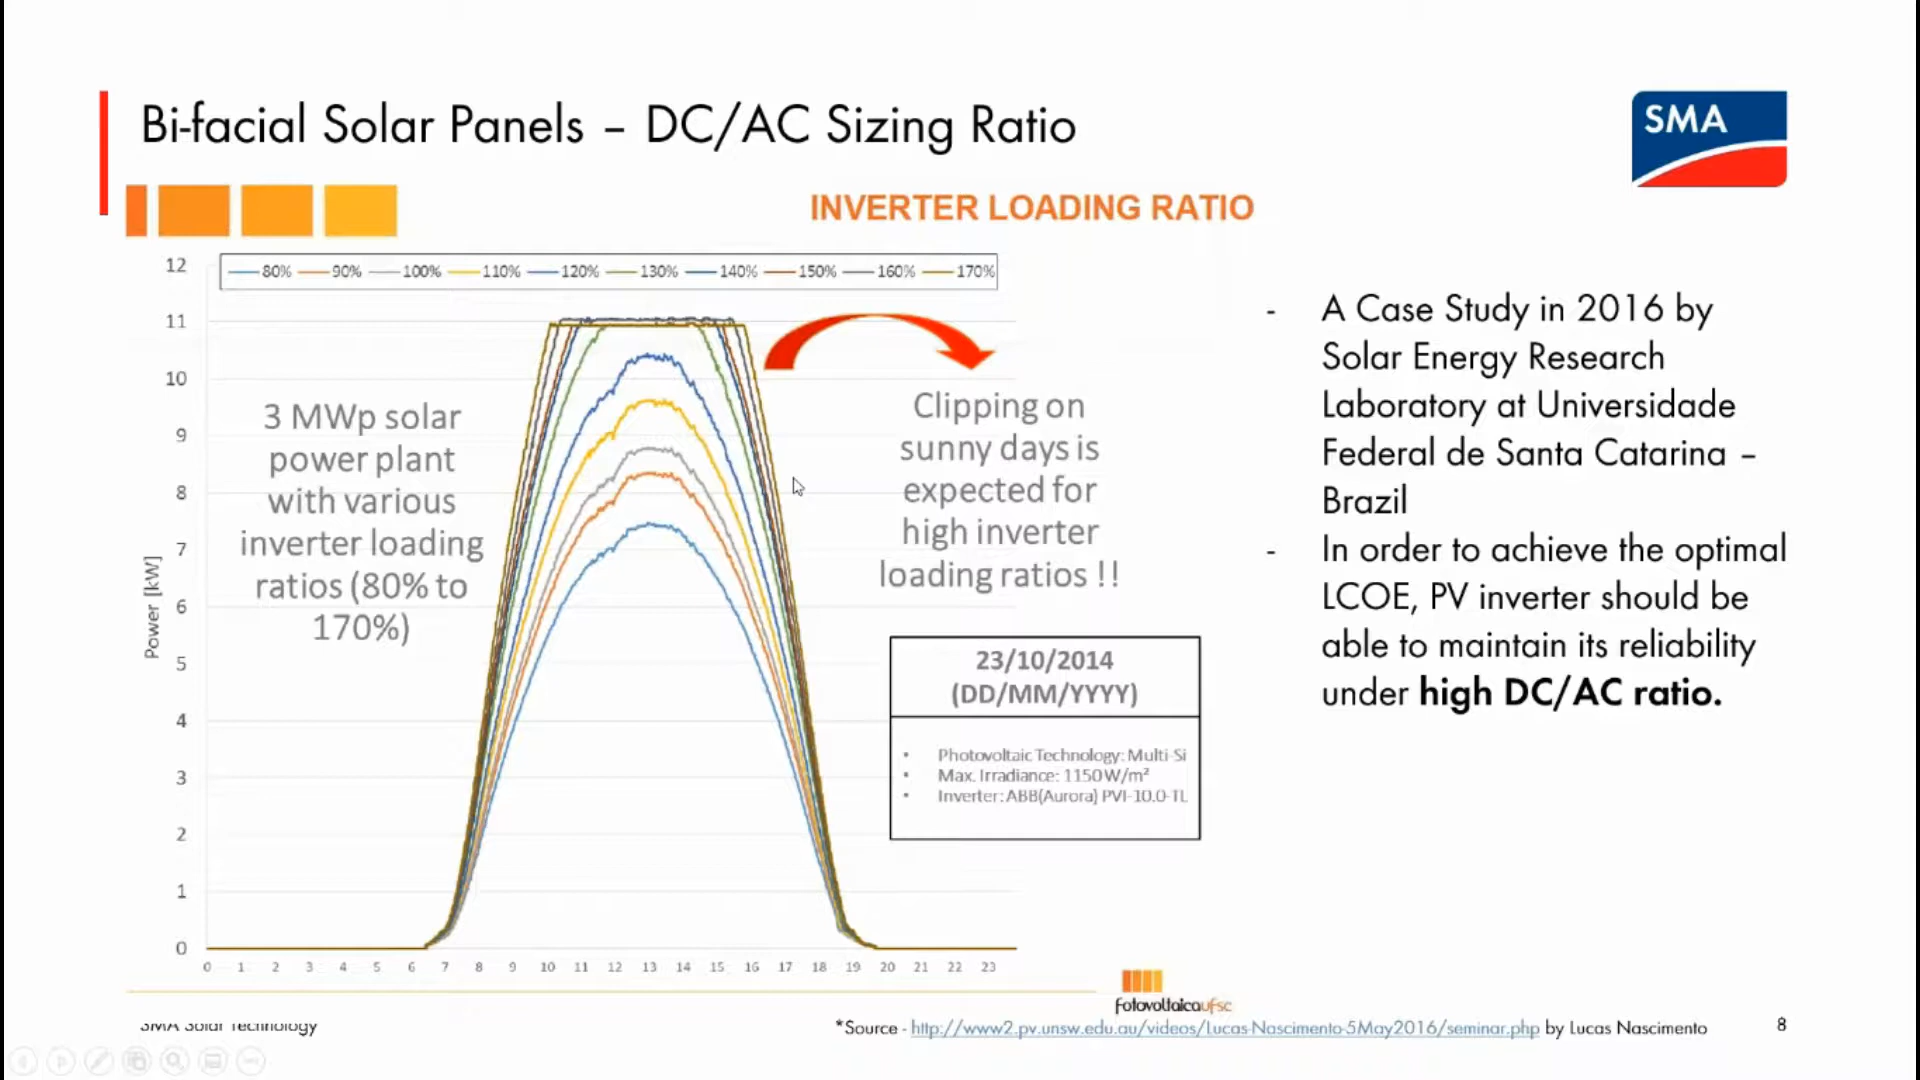 Bi-facial Solar Panels – DC/AC Sizing Ratio
SMA
INVERTER LOADING RATIO
80% 90% 100% 110% 120% 130% 140% 150% 160% 170%
12
11
10
9
8
7
6
5
4
3
2
1
0
Power [kW]
0 1 2 3 4 5 6 7 8 9 10 11 12 13 14 15 16 17 18 19 20 21 22 23
3 MWp solar
power plant
with various
inverter loading
ratios (80% to
170%)
Clipping on
sunny days is
expected for
high inverter
loading ratios !!
23/10/2014
(DD/MM/YYYY)
• Photovoltaic Technology: Multi-Si
• Max. Irradiance: 1150W/m²
• Inverter: ABB(Aurora) PVI-10.0-TL
- A Case Study in 2016 by
Solar Energy Research
Laboratory at Universidade
Federal de Santa Catarina –
Brazil
- In order to achieve the optimal
LCOE, PV inverter should be
able to maintain its reliability
under high DC/AC ratio.
fotovoltaicaufsc
SMA Solar Technology
*Source - http://www2.pv.unsw.edu.au/videos/Lucas-Nascimento-5May2016/seminar.php by Lucas Nascimento
8